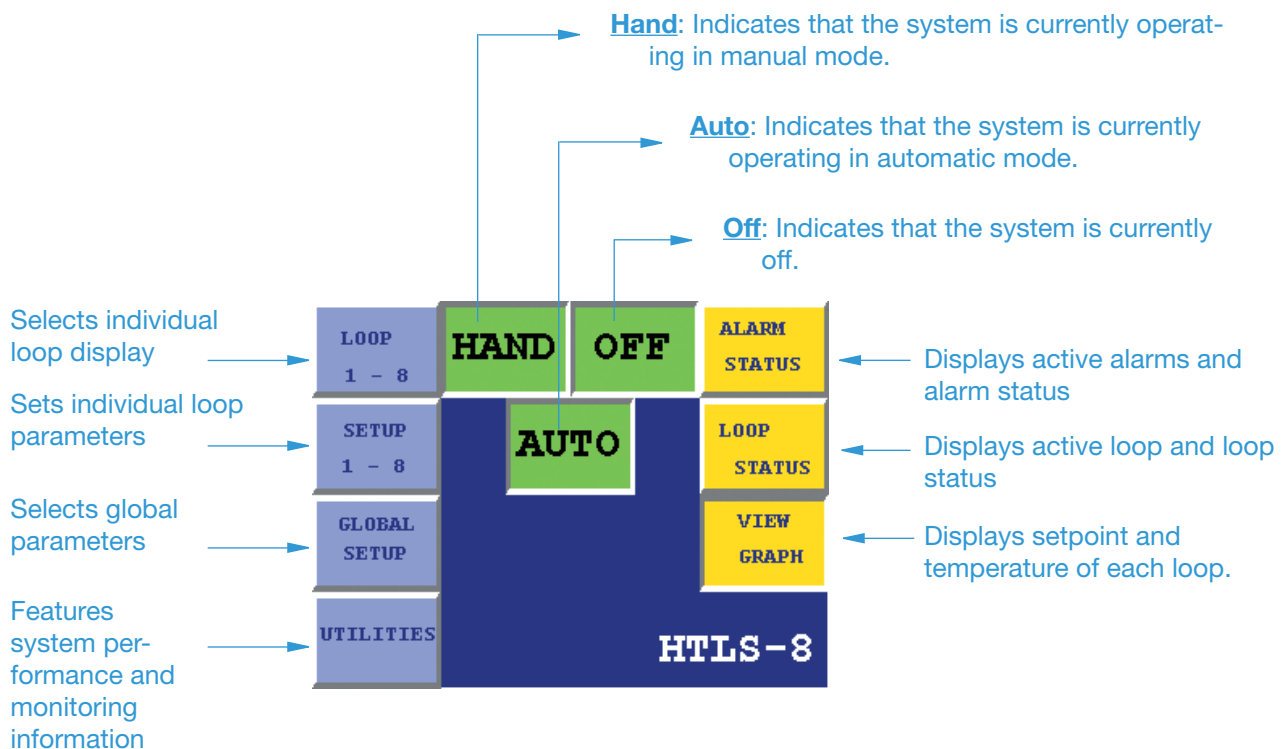 Hand: Indicates that the system is currently operat-
ing in manual mode.
Auto: Indicates that the system is currently
operating in automatic mode.
Off: Indicates that the system is currently
off.
Selects individual
loop display
Sets individual loop
parameters
Selects global
parameters
Features
system per-
formance and
monitoring
information
LOOP
1 - 8
SETUP
1 - 8
GLOBAL
SETUP
UTILITIES
HAND
OFF
AUTO
ALARM
STATUS
LOOP
STATUS
VIEW
GRAPH
HTLS-8
Displays active alarms and
alarm status
Displays active loop and loop
status
Displays setpoint and
temperature of each loop.